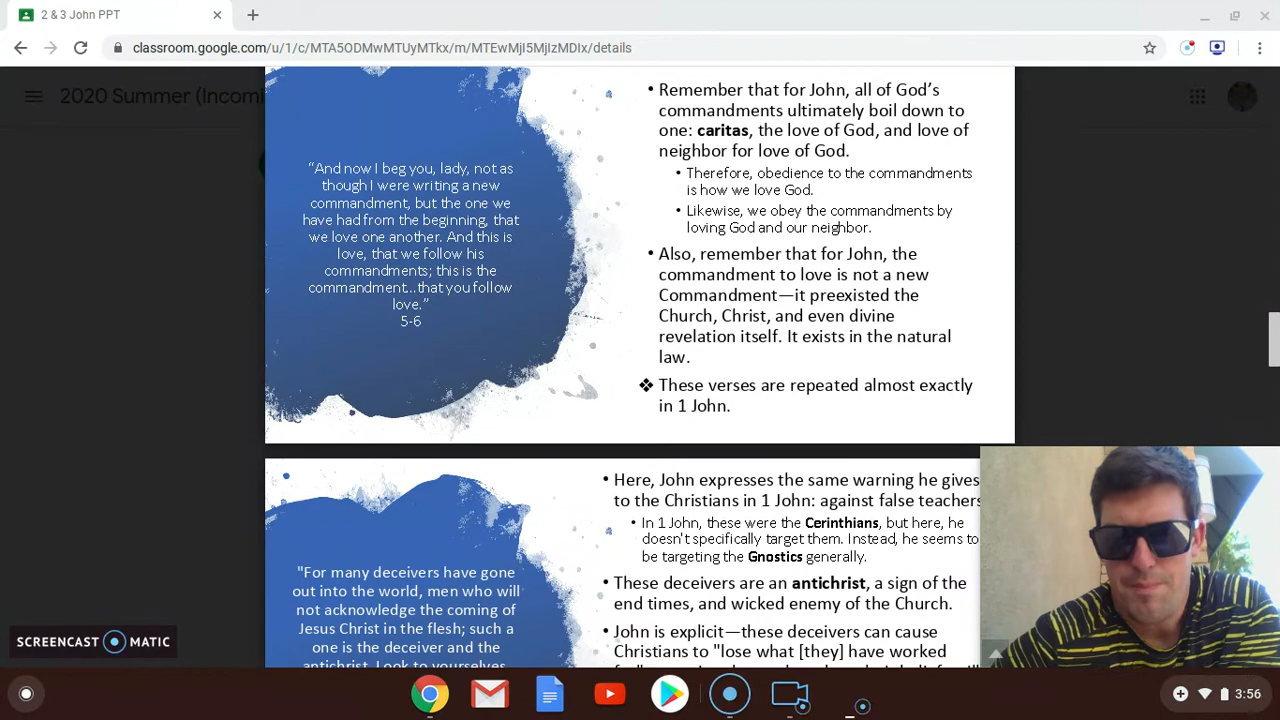 2 & 3 John PPT
classroom.google.com/u/1/c/MTA5ODMwMTUyMTkx/m/MTEwMjI5MjIzMDIx/details
2020 Summer (Incomi
"And now I beg you, lady, not as
though I were writing a new
commandment, but the one we
have had from the beginning, that
we love one another. And this is
love, that we follow his
commandments; this is the
commandment...that you follow
love."
5-6
• Remember that for John, all of God's
commandments ultimately boil down to
one: caritas, the love of God, and love of
neighbor for love of God.
• Therefore, obedience to the commandments
is how we love God.
• Likewise, we obey the commandments by
loving God and our neighbor.
• Also, remember that for John, the
commandment to love is not a new
Commandment—it preexisted the
Church, Christ, and even divine
revelation itself. It exists in the natural
law.
❖ These verses are repeated almost exactly
in 1 John.
"For many deceivers have gone
out into the world, men who will
not acknowledge the coming of
Jesus Christ in the flesh; such a
one is the deceiver and the
antichrist. Look to yourselves
• Here, John expresses the same warning he gives
to the Christians in 1 John: against false teachers
• In 1 John, these were the Cerinthians, but here, he
doesn't specifically target them. Instead, he seems to
be targeting the Gnostics generally.
• These deceivers are an antichrist, a sign of the
end times, and wicked enemy of the Church.
• John is explicit—these deceivers can cause
Christians to "lose what [they] have worked
SCREENCAST MATIC
3:56